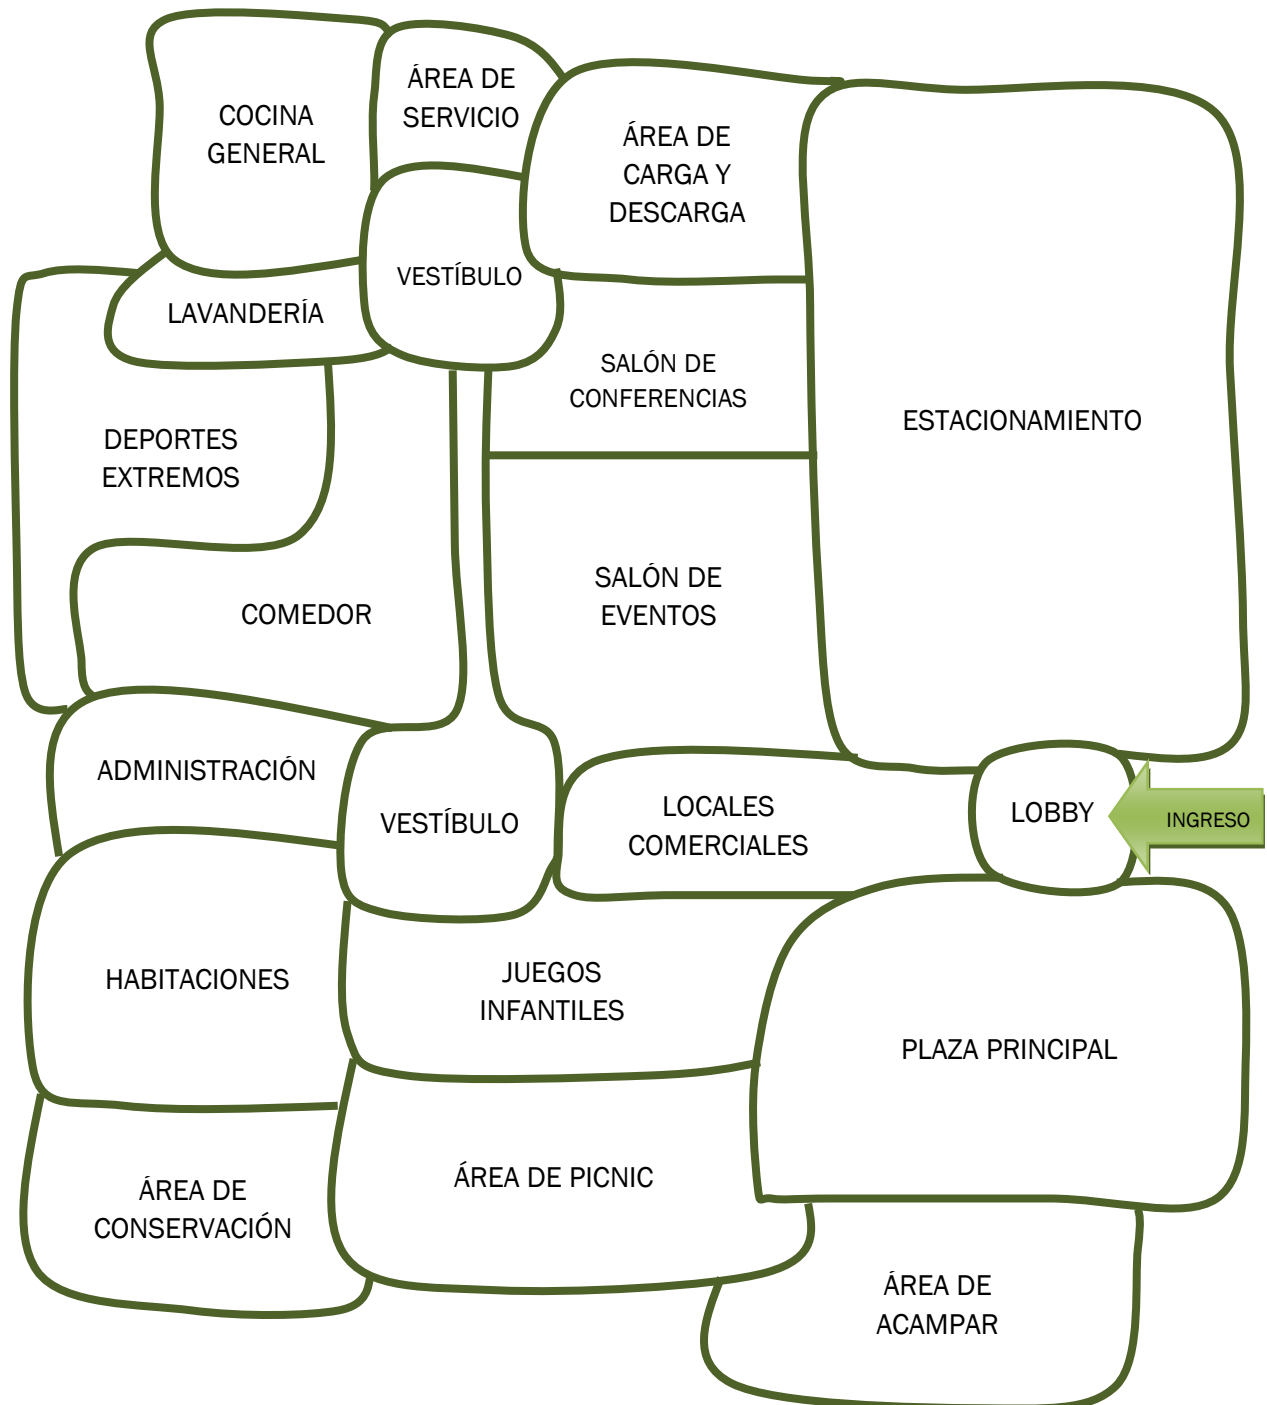 COCINA
GENERAL
ÁREA DE
SERVICIO
ÁREA DE
CARGA Y
DESCARGA
VESTÍBULO
LAVANDERÍA
SALÓN DE
CONFERENCIAS
ESTACIONAMIENTO
DEPORTES
EXTREMOS
SALÓN DE
EVENTOS
COMEDOR
ADMINISTRACIÓN
VESTÍBULO
LOCALES
COMERCIALES
LOBBY
INGRESO
HABITACIONES
JUEGOS
INFANTILES
PLAZA PRINCIPAL
ÁREA DE
CONSERVACIÓN
ÁREA DE PICNIC
ÁREA DE
ACAMPAR